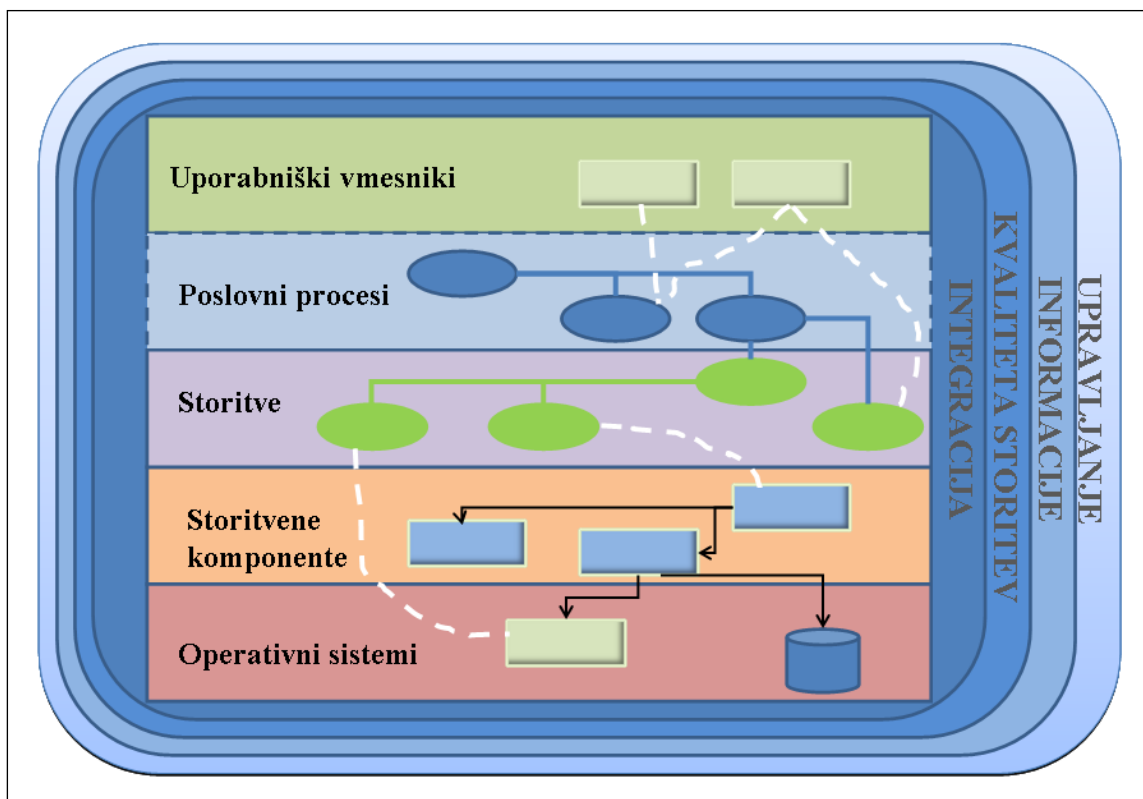 Uporabniški vmesniki
Poslovni procesi
Storitve
Storitvene
komponente
Operativni sistemi
INTEGRACIJA
KVALITETA STORITEV
INFORMACIJE
UPRAVLJANJE